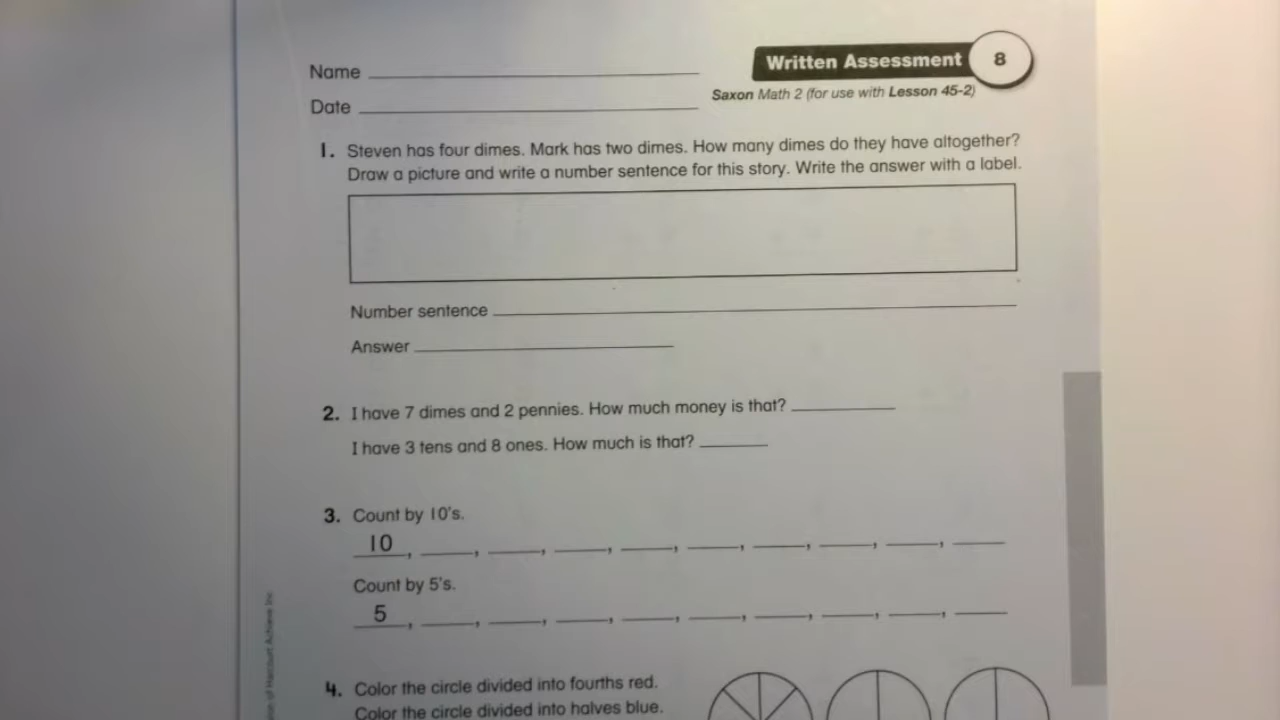 Name
Written Assessment 8
Saxon Math 2 (for use with Lesson 45-2)
Date
1. Steven has four dimes. Mark has two dimes. How many dimes do they have altogether?
Draw a picture and write a number sentence for this story. Write the answer with a label.
Number sentence
Answer
2. I have 7 dimes and 2 pennies. How much money is that?
I have 3 tens and 8 ones. How much is that?
3. Count by 10's.
10, , , , , , , , ,
Count by 5's.
5, , , , , , , , ,
4. Color the circle divided into fourths red.
Color the circle divided into halves blue.
of Harcourt Achieve Inc.